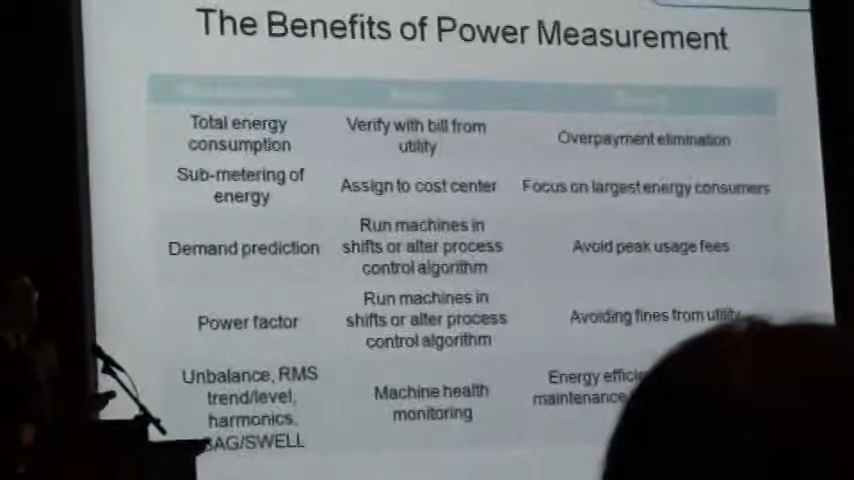 The Benefits of Power Measurement
Total energy
consumption
Verify with bill from
utility
Overpayment elimination
Sub-metering of
energy
Assign to cost center
Focus on largest energy consumers
Demand prediction
Run machines in
shifts or alter process
control algorithm
Avoid peak usage fees
Power factor
Run machines in
shifts or alter process
control algorithm
Avoiding fines from utility
Unbalance, RMS
trend/level,
harmonics,
SAG/SWELL
Machine health
monitoring
Energy
maintenance